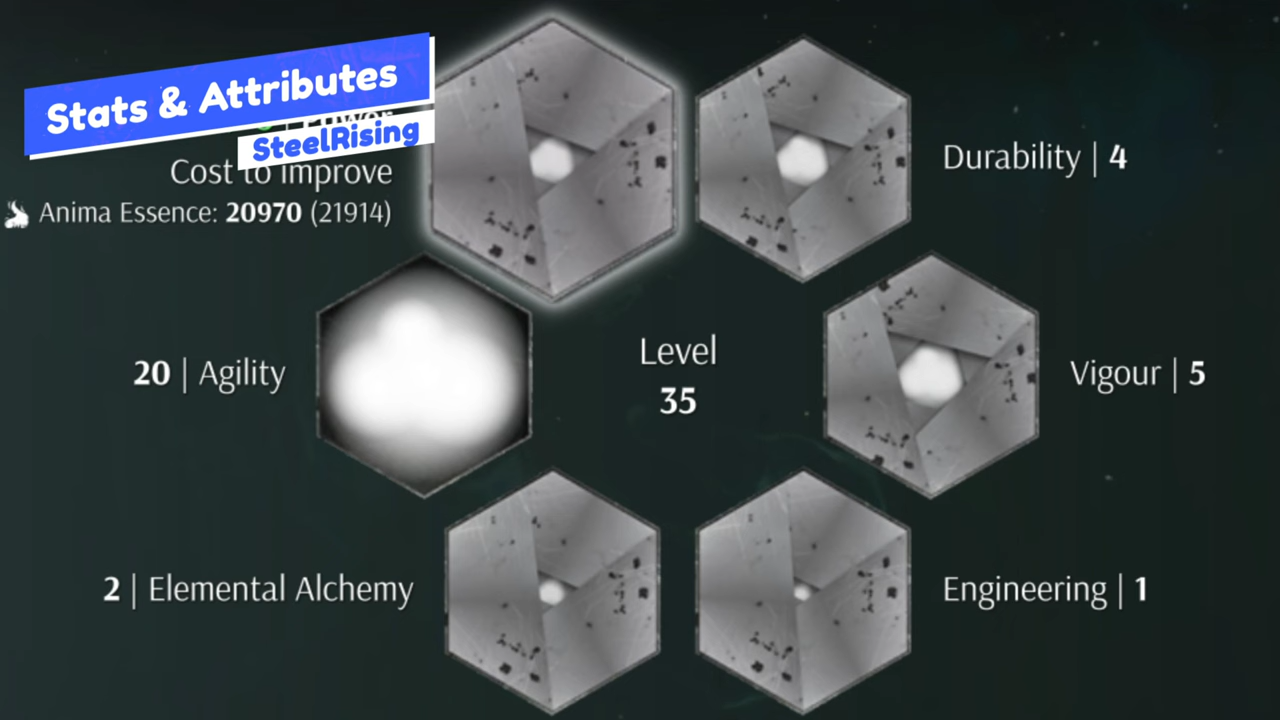 Stats & Attributes
SteelRising
Cost to improve
Anima Essence: 20970 (21914)
Durability | 4
20 | Agility
Level
35
Vigour | 5
2 | Elemental Alchemy
Engineering | 1